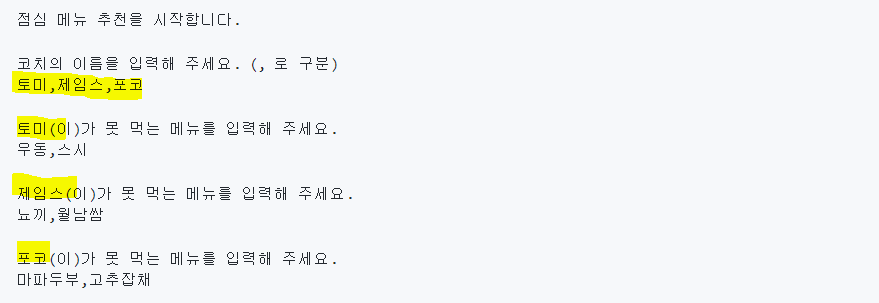 점심 메뉴 추천을 시작합니다.
코치의 이름을 입력해 주세요. (, 로 구분)
토미,제임스,포코
토미(이)가 못 먹는 메뉴를 입력해 주세요.
우동,스시
제임스(이)가 못 먹는 메뉴를 입력해 주세요.
뇨끼,월남쌈
포코(이)가 못 먹는 메뉴를 입력해 주세요.
마파두부,고추잡채